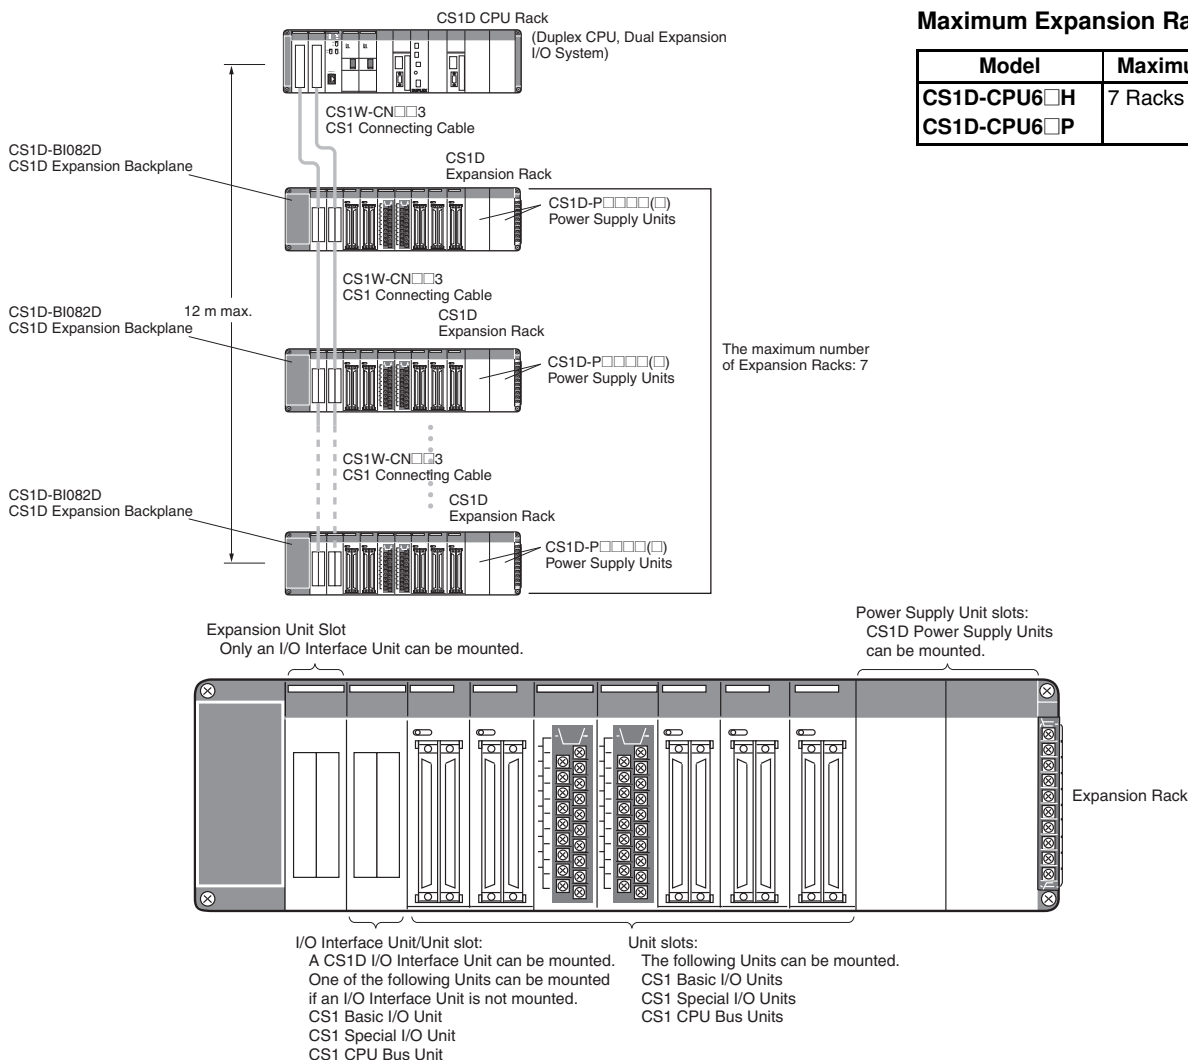 CS1D CPU Rack
(Duplex CPU, Dual Expansion
I/O System)
Maximum Expansion Ra
Model
Maximu
CS1D-CPU6□H
7 Racks
CS1D-CPU6□P
CS1W-CN□□3
CS1 Connecting Cable
CS1D-BI082D
CS1D Expansion Backplane
CS1D
Expansion Rack
CS1D-P□□□□(□)
Power Supply Units
CS1W-CN□□3
CS1 Connecting Cable
CS1D-BI082D
CS1D Expansion Backplane
12 m max.
CS1D
Expansion Rack
CS1D-P□□□□(□)
Power Supply Units
The maximum number
of Expansion Racks: 7
CS1W-CN□□3
CS1 Connecting Cable
CS1D-BI082D
CS1D Expansion Backplane
CS1D
Expansion Rack
CS1D-P□□□□(□)
Power Supply Units
Expansion Unit Slot
Only an I/O Interface Unit can be mounted.
Power Supply Unit slots:
CS1D Power Supply Units
can be mounted.
Expansion Rack
I/O Interface Unit/Unit slot:
A CS1D I/O Interface Unit can be mounted.
One of the following Units can be mounted
if an I/O Interface Unit is not mounted.
CS1 Basic I/O Unit
CS1 Special I/O Unit
CS1 CPU Bus Unit
Unit slots:
The following Units can be mounted.
CS1 Basic I/O Units
CS1 Special I/O Units
CS1 CPU Bus Units